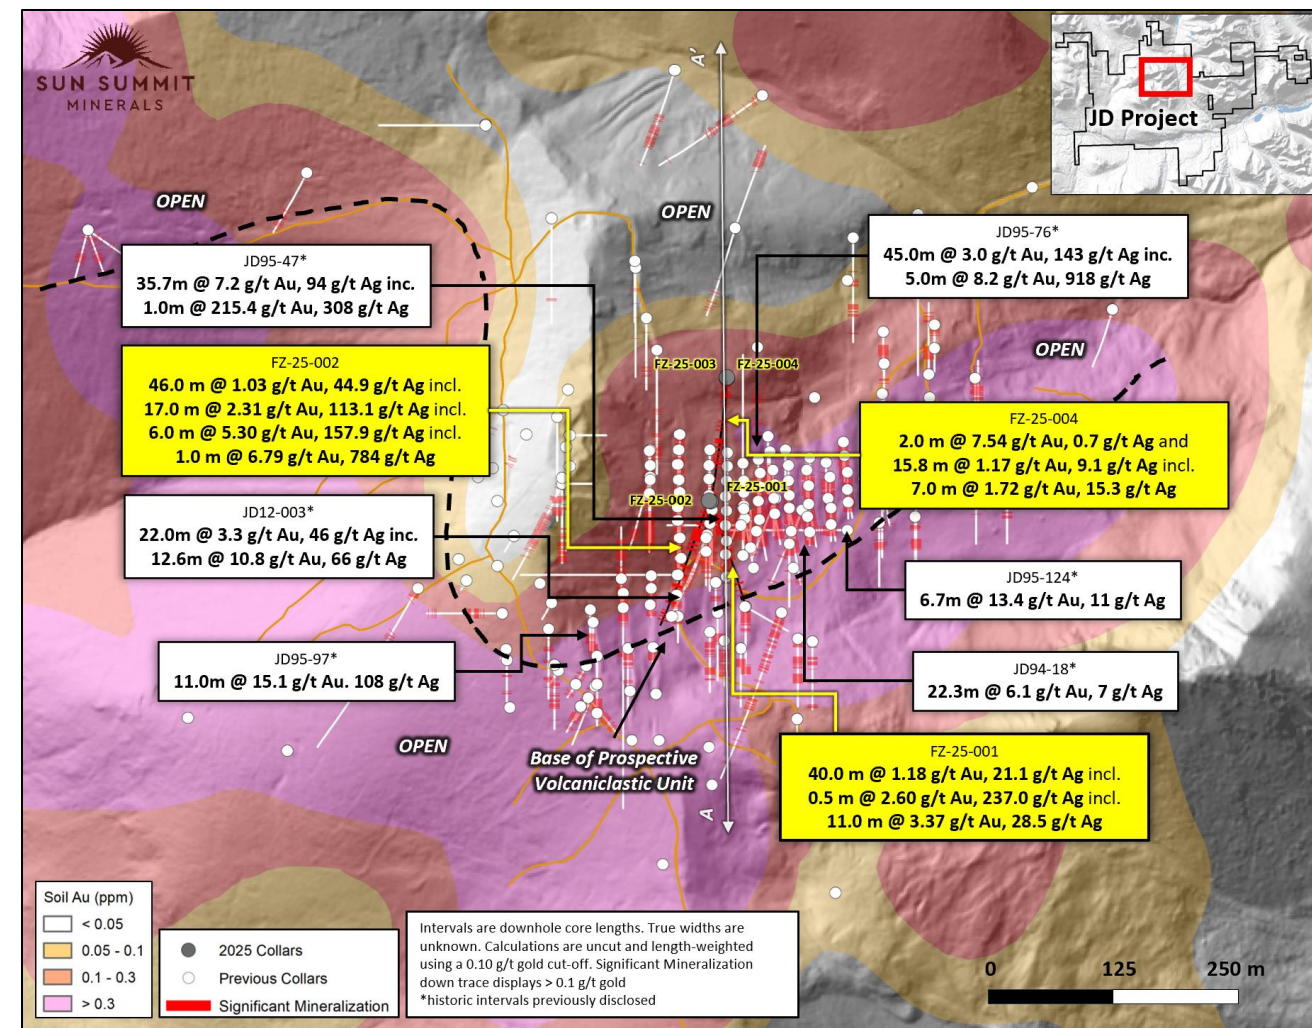 SUN SUMMIT
MINERALS
A'
JD Project
OPEN
OPEN
JD95-47*
35.7m @ 7.2 g/t Au, 94 g/t Ag inc.
1.0m @ 215.4 g/t Au, 308 g/t Ag
JD95-76*
45.0m @ 3.0 g/t Au, 143 g/t Ag inc.
5.0m @ 8.2 g/t Au, 918 g/t Ag
OPEN
FZ-25-003
FZ-25-004
FZ-25-002
46.0 m @ 1.03 g/t Au, 44.9 g/t Ag incl.
17.0 m @ 2.31 g/t Au, 113.1 g/t Ag incl.
6.0 m @ 5.30 g/t Au, 157.9 g/t Ag incl.
1.0 m @ 6.79 g/t Au, 784 g/t Ag
FZ-25-004
2.0 m @ 7.54 g/t Au, 0.7 g/t Ag and
15.8 m @ 1.17 g/t Au, 9.1 g/t Ag incl.
7.0 m @ 1.72 g/t Au, 15.3 g/t Ag
FZ-25-001
FZ-25-002
JD12-003*
22.0m @ 3.3 g/t Au, 46 g/t Ag inc.
12.6m @ 10.8 g/t Au, 66 g/t Ag
JD95-124*
6.7m @ 13.4 g/t Au, 11 g/t Ag
JD95-97*
11.0m @ 15.1 g/t Au. 108 g/t Ag
JD94-18*
22.3m @ 6.1 g/t Au, 7 g/t Ag
OPEN
Base of Prospective
Volcaniclastic Unit
FZ-25-001
40.0 m @ 1.18 g/t Au, 21.1 g/t Ag incl.
0.5 m @ 2.60 g/t Au, 237.0 g/t Ag incl.
11.0 m @ 3.37 g/t Au, 28.5 g/t Ag
A
Soil Au (ppm)
< 0.05
0.05 - 0.1
0.1 - 0.3
> 0.3
2025 Collars
Previous Collars
Significant Mineralization
Intervals are downhole core lengths. True widths are
unknown. Calculations are uncut and length-weighted
using a 0.10 g/t gold cut-off. Significant Mineralization
down trace displays > 0.1 g/t gold
*historic intervals previously disclosed
0 125 250 m